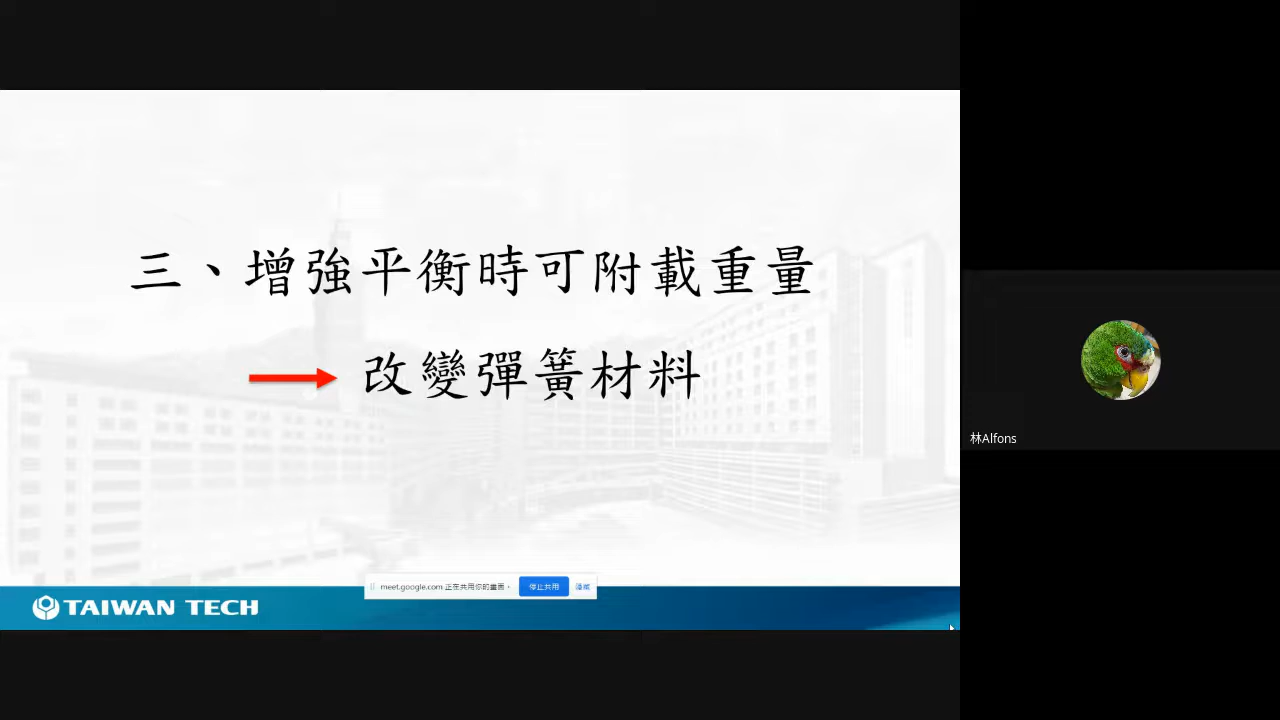 三、增強平衡時可附載重量
改變彈簧材料
meet.google.com 正在共用你的畫面。
停止共用
隱藏
TAIWAN TECH
林Alfons